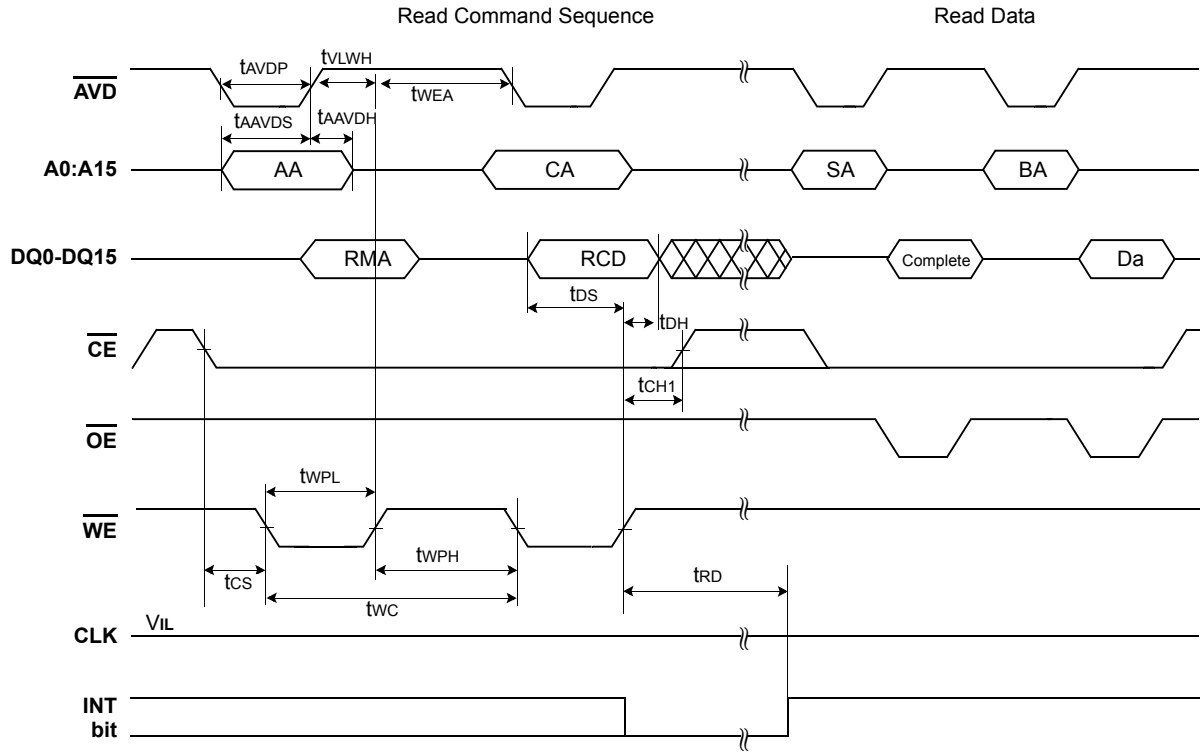 Read Command Sequence Read Data
tAVDP tVLWH
AVD
tWEA
tAAVDS tAAVDH
A0:A15 AA CA SA BA
DQ0-DQ15 RMA RCD Complete Da
tDS
tDH
CE
tCH1
OE
tWPL
WE
tWPH
tCS tRD
tWC
VIL
CLK
INT
bit